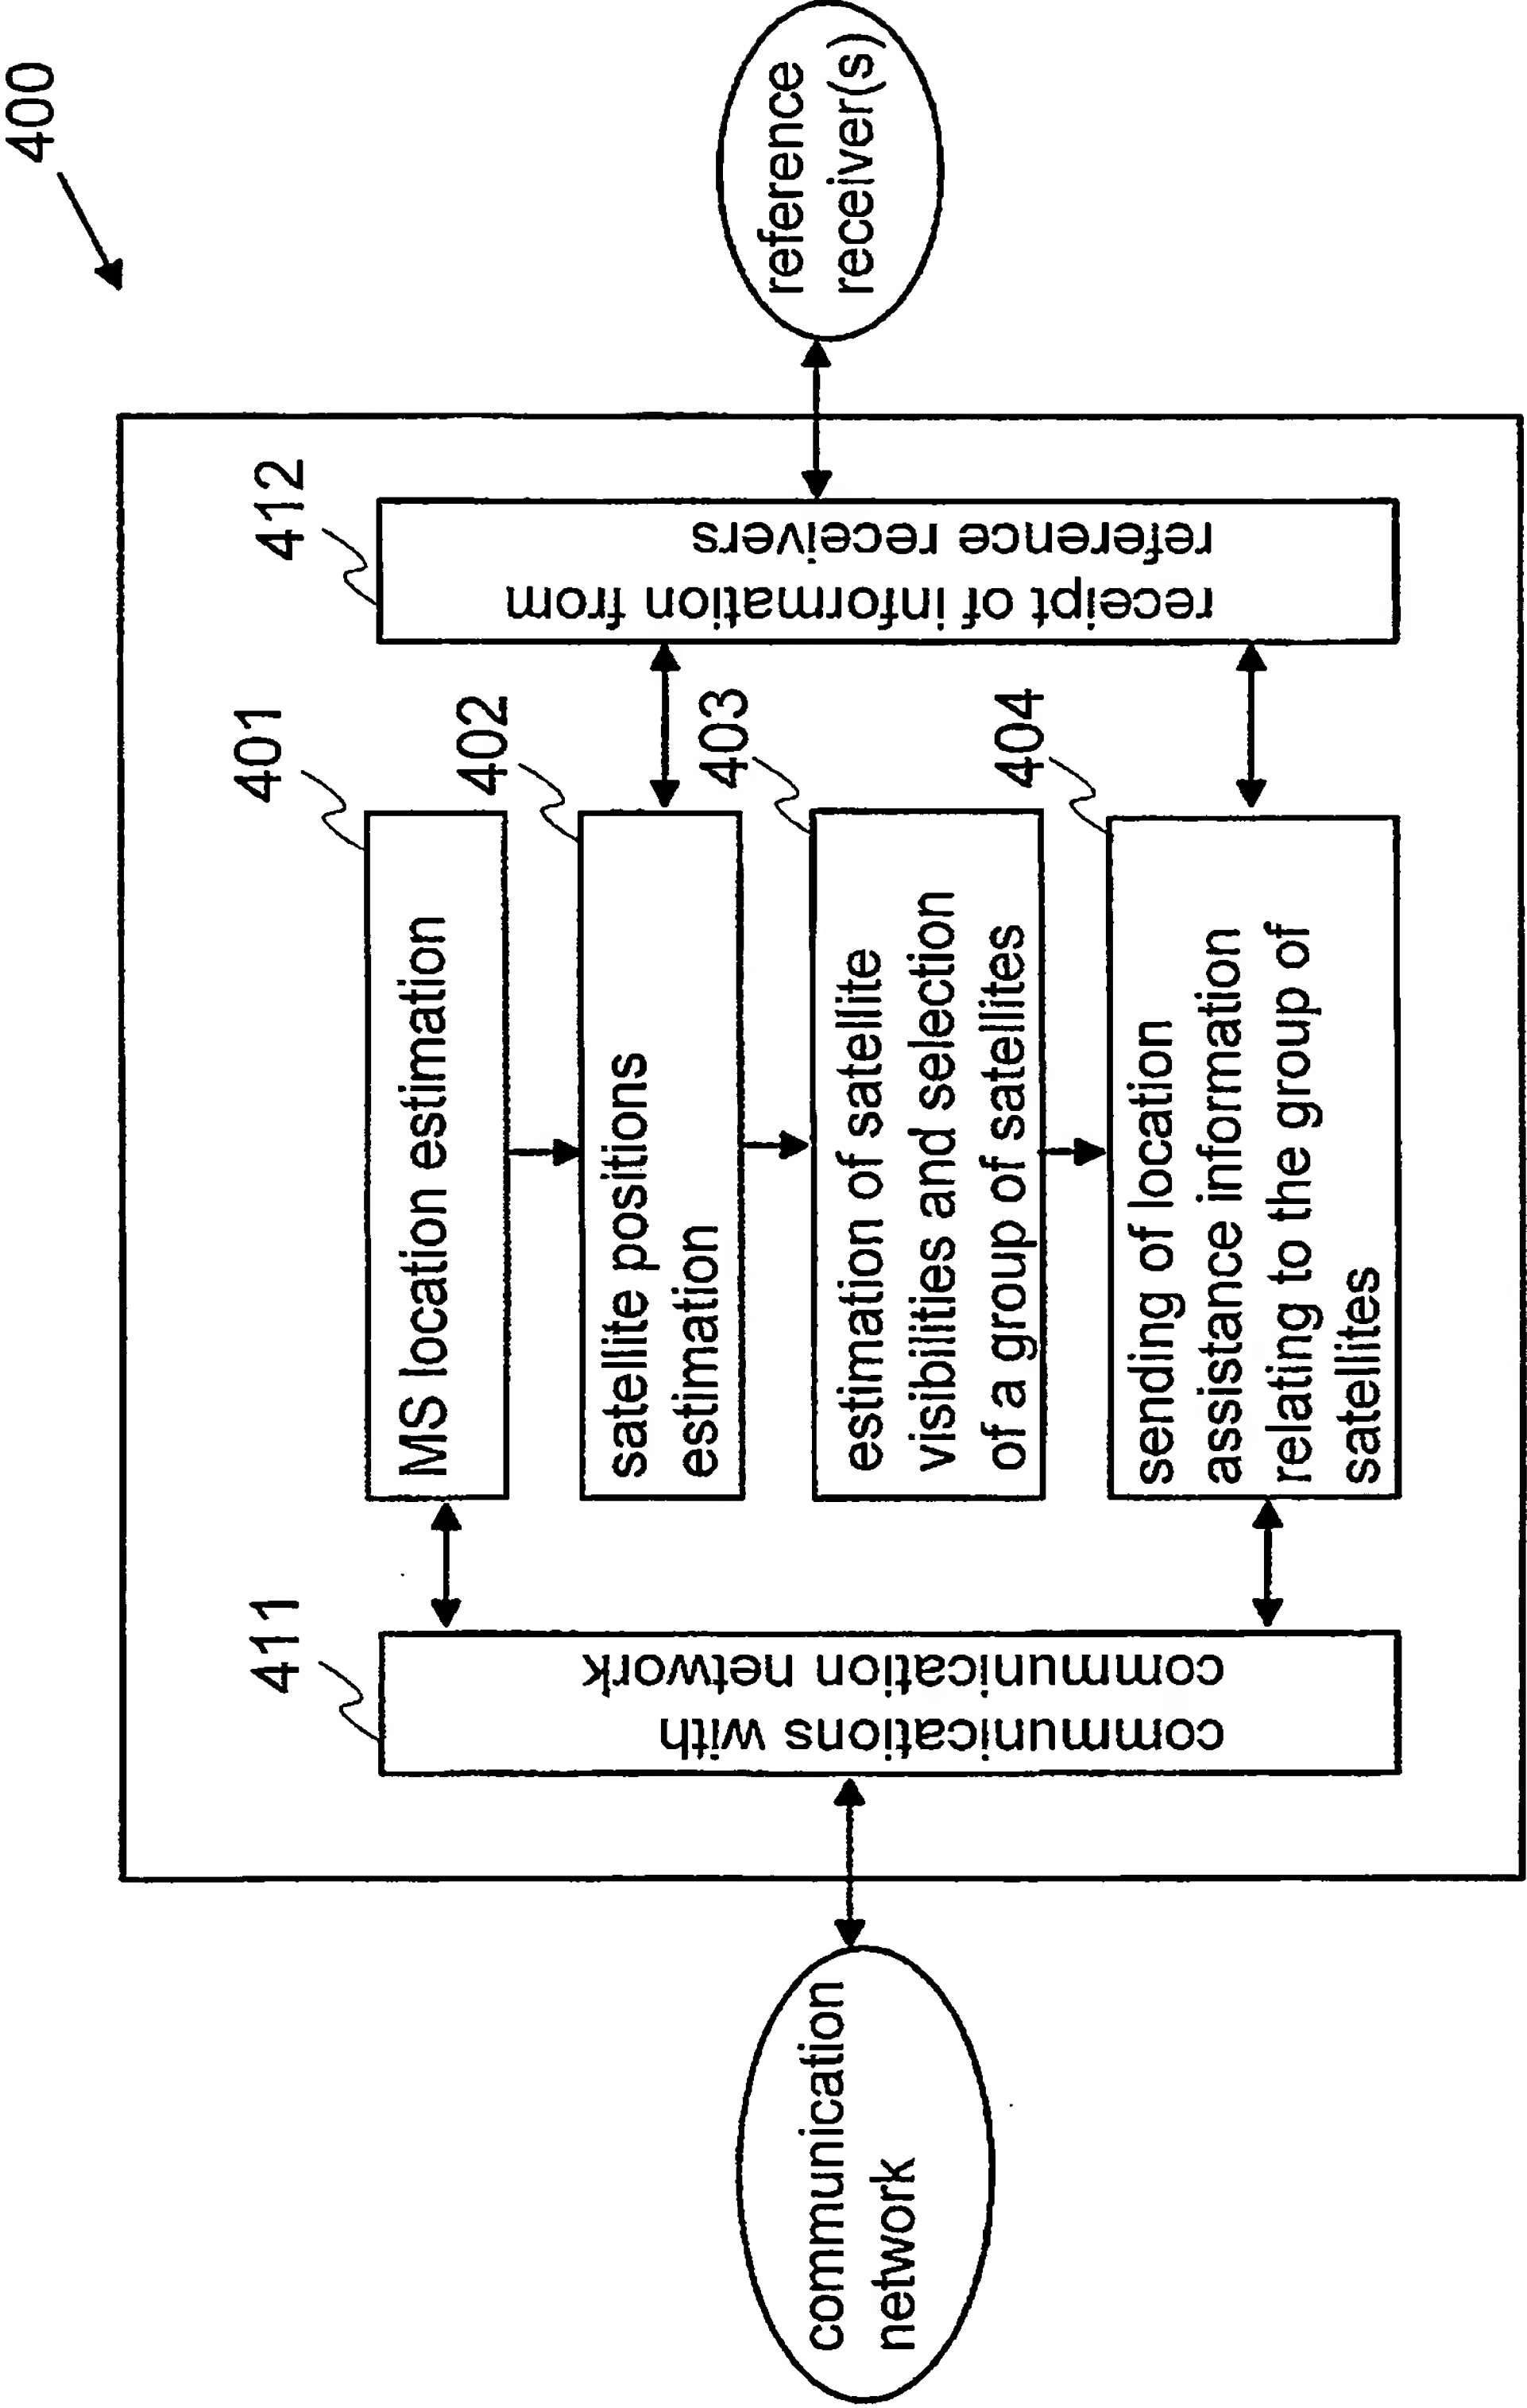 400
401
MS location estimation
402
satellite positions
estimation
403
estimation of satellite
visibilities and selection
of a group of satellites
404
sending of location
assistance information
relating to the group of
satellites
411
communications with
communication network
412
receipt of information from
reference receivers
communication
network
reference
receiver(s)